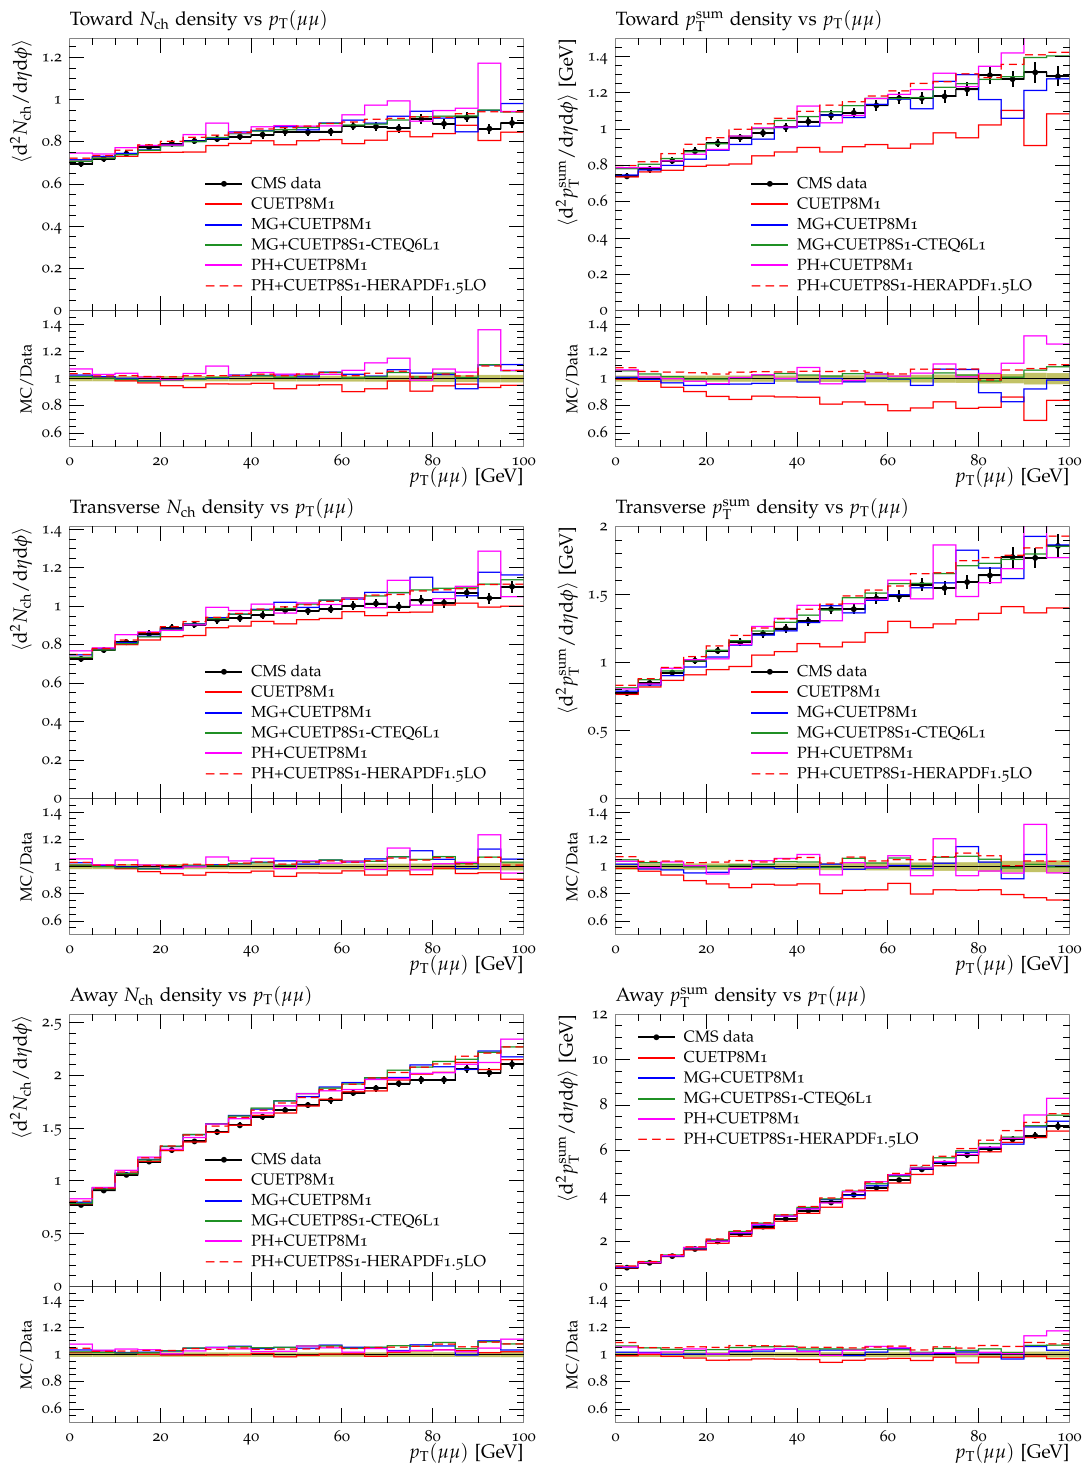 Toward N_ch density vs p_T(μμ)
⟨d²N_ch/dηdϕ⟩
1.2
1
0.8
0.6
0.4
0.2
0
CMS data
CUETP8M1
MG+CUETP8M1
MG+CUETP8S1-CTEQ6L1
PH+CUETP8M1
PH+CUETP8S1-HERAPDF1.5LO
MC/Data
1.4
1.2
1
0.8
0.6
0 20 40 60 80 100
p_T(μμ) [GeV]
Toward p_T^sum density vs p_T(μμ)
⟨d²p_T^sum/dηdϕ⟩ [GeV]
1.4
1.2
1
0.8
0.6
0.4
0.2
0
CMS data
CUETP8M1
MG+CUETP8M1
MG+CUETP8S1-CTEQ6L1
PH+CUETP8M1
PH+CUETP8S1-HERAPDF1.5LO
MC/Data
1.4
1.2
1
0.8
0.6
0 20 40 60 80 100
p_T(μμ) [GeV]
Transverse N_ch density vs p_T(μμ)
⟨d²N_ch/dηdϕ⟩
1.4
1.2
1
0.8
0.6
0.4
0.2
0
CMS data
CUETP8M1
MG+CUETP8M1
MG+CUETP8S1-CTEQ6L1
PH+CUETP8M1
PH+CUETP8S1-HERAPDF1.5LO
MC/Data
1.4
1.2
1
0.8
0.6
0 20 40 60 80 100
p_T(μμ) [GeV]
Transverse p_T^sum density vs p_T(μμ)
⟨d²p_T^sum/dηdϕ⟩ [GeV]
2
1.5
1
0.5
0
CMS data
CUETP8M1
MG+CUETP8M1
MG+CUETP8S1-CTEQ6L1
PH+CUETP8M1
PH+CUETP8S1-HERAPDF1.5LO
MC/Data
1.4
1.2
1
0.8
0.6
0 20 40 60 80 100
p_T(μμ) [GeV]
Away N_ch density vs p_T(μμ)
⟨d²N_ch/dηdϕ⟩
2.5
2
1.5
1
0.5
0
CMS data
CUETP8M1
MG+CUETP8M1
MG+CUETP8S1-CTEQ6L1
PH+CUETP8M1
PH+CUETP8S1-HERAPDF1.5LO
MC/Data
1.4
1.2
1
0.8
0.6
0 20 40 60 80 100
p_T(μμ) [GeV]
Away p_T^sum density vs p_T(μμ)
⟨d²p_T^sum/dηdϕ⟩ [GeV]
12
10
8
6
4
2
0
CMS data
CUETP8M1
MG+CUETP8M1
MG+CUETP8S1-CTEQ6L1
PH+CUETP8M1
PH+CUETP8S1-HERAPDF1.5LO
MC/Data
1.4
1.2
1
0.8
0.6
0 20 40 60 80 100
p_T(μμ) [GeV]